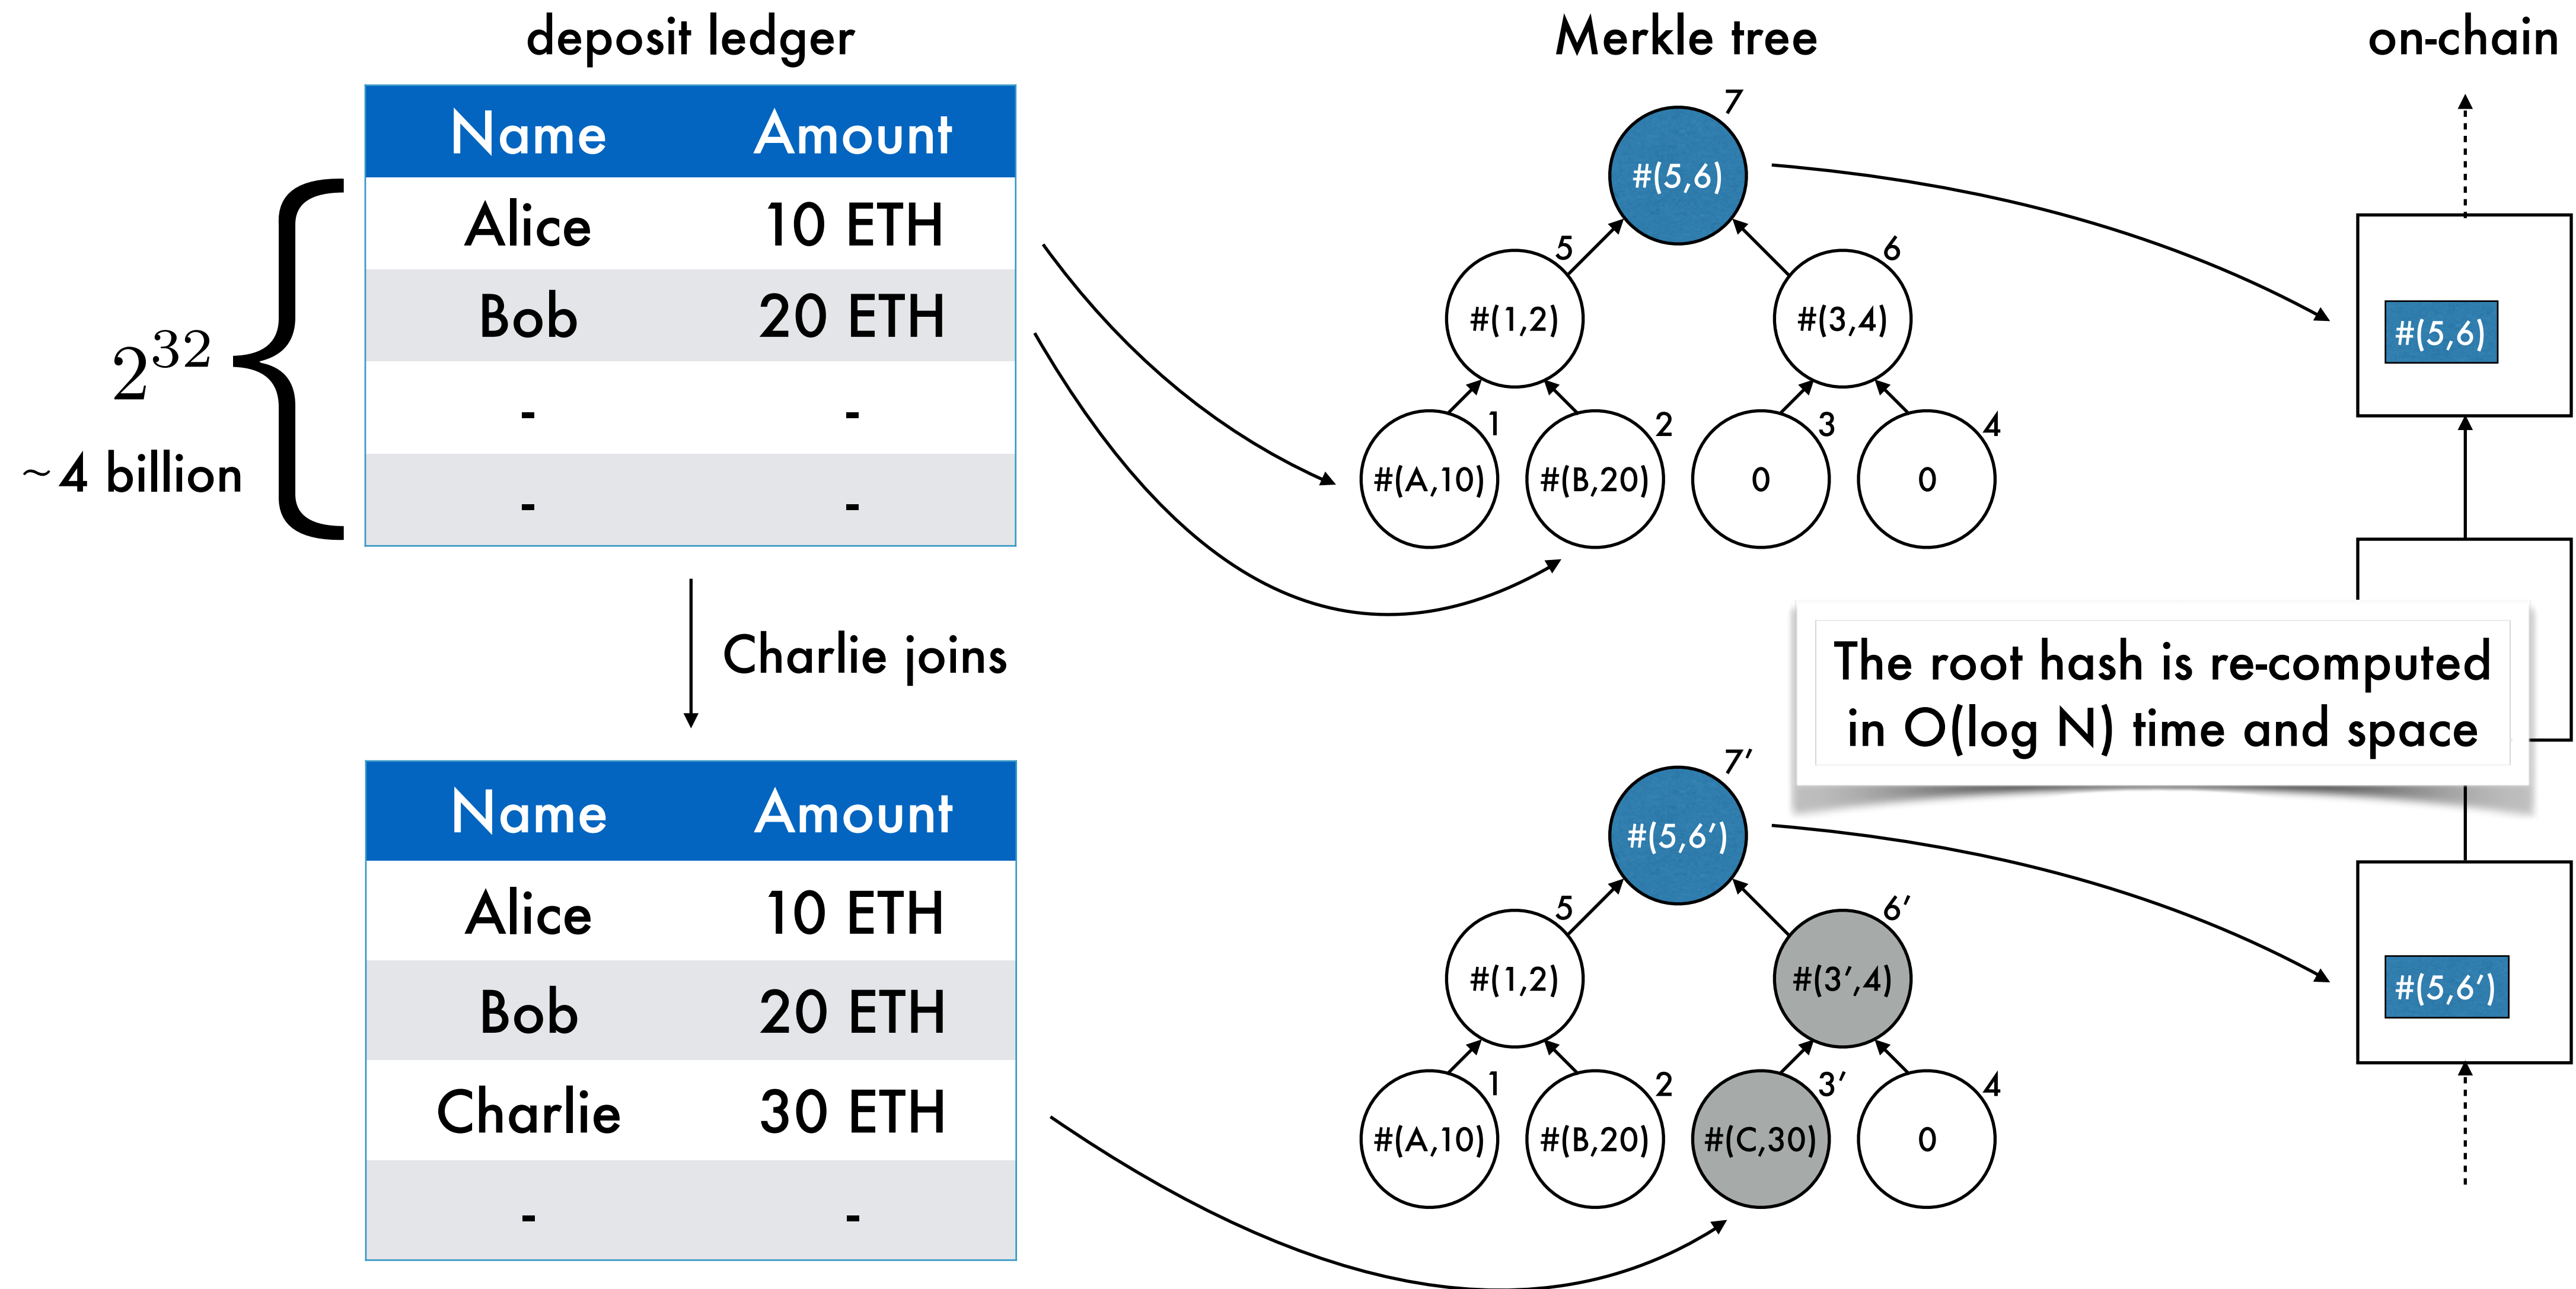 deposit ledger
Name Amount
Alice 10 ETH
Bob 20 ETH
- -
- -
2^32
~4 billion
Charlie joins
Name Amount
Alice 10 ETH
Bob 20 ETH
Charlie 30 ETH
- -
Merkle tree
7
#(5,6)
5 6
#(1,2) #(3,4)
1 2 3 4
#(A,10) #(B,20) 0 0
7′
#(5,6′)
5 6′
#(1,2) #(3′,4)
1 2 3′ 4
#(A,10) #(B,20) #(C,30) 0
on-chain
#(5,6)
The root hash is re-computed
in O(log N) time and space
#(5,6′)